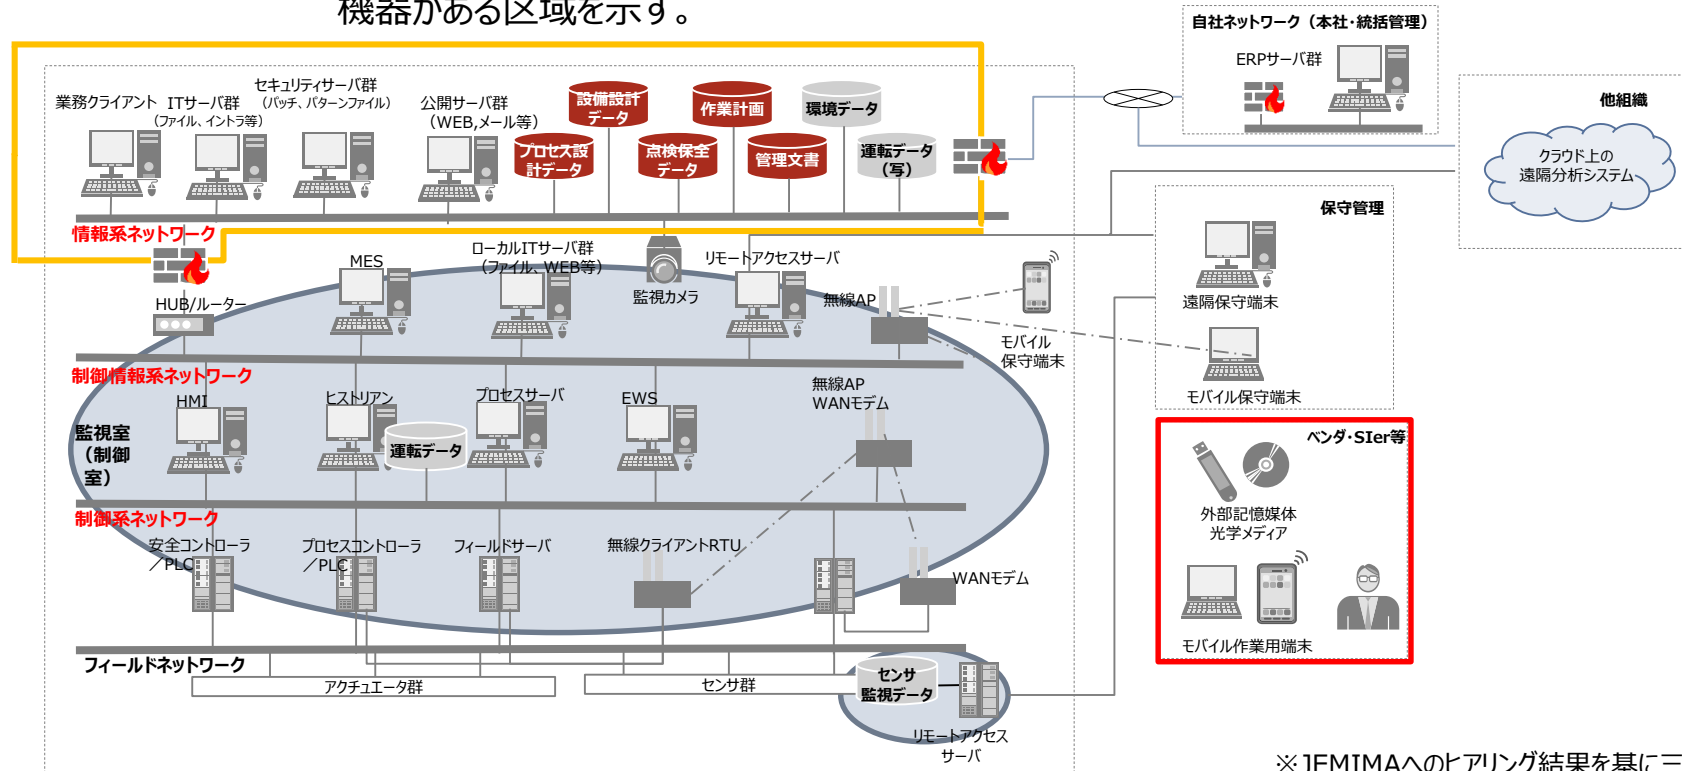 機器がある区域を示す。
自社ネットワーク（本社・統括管理）
ERPサーバ群
他組織
クラウド上の
遠隔分析システム
セキュリティサーバ群
（パッチ、パターンファイル）
業務クライアント
ITサーバ群
（ファイル、イントラ等）
公開サーバ群
（WEB,メール等）
設備設計
データ
作業計画
環境データ
プロセス設
計データ
点検保全
データ
管理文書
運転データ
（写）
情報系ネットワーク
保守管理
遠隔保守端末
モバイル保守端末
MES
ローカルITサーバ群
（ファイル、WEB等）
監視カメラ
リモートアクセスサーバ
無線AP
モバイル
保守端末
HUB/ルーター
制御情報系ネットワーク
HMI
ヒストリアン
運転データ
プロセスサーバ
EWS
無線AP
WANモデム
監視室
（制御
室）
制御系ネットワーク
ベンダ・SIer等
外部記憶媒体
光学メディア
モバイル作業用端末
安全コントローラ
／PLC
プロセスコントローラ
／PLC
フィールドサーバ
無線クライアントRTU
WANモデム
フィールドネットワーク
アクチュエータ群
センサ群
センサ
監視データ
リモートアクセス
サーバ
※JEMIMAへのヒアリング結果を基に三